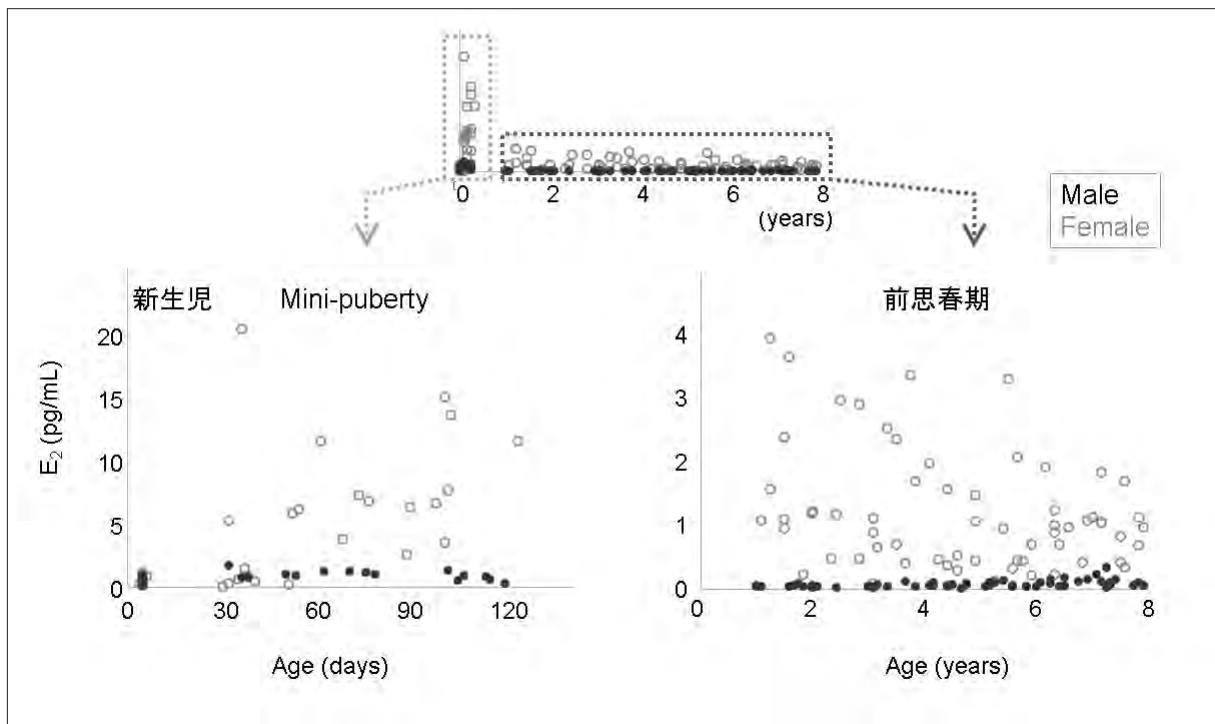 0 2 4 6 8
(years)
Male
Female
新生児 Mini-puberty
20
15
10
5
0
E₂ (pg/mL)
0 30 60 90 120
Age (days)
前思春期
4
3
2
1
0
0 2 4 6 8
Age (years)